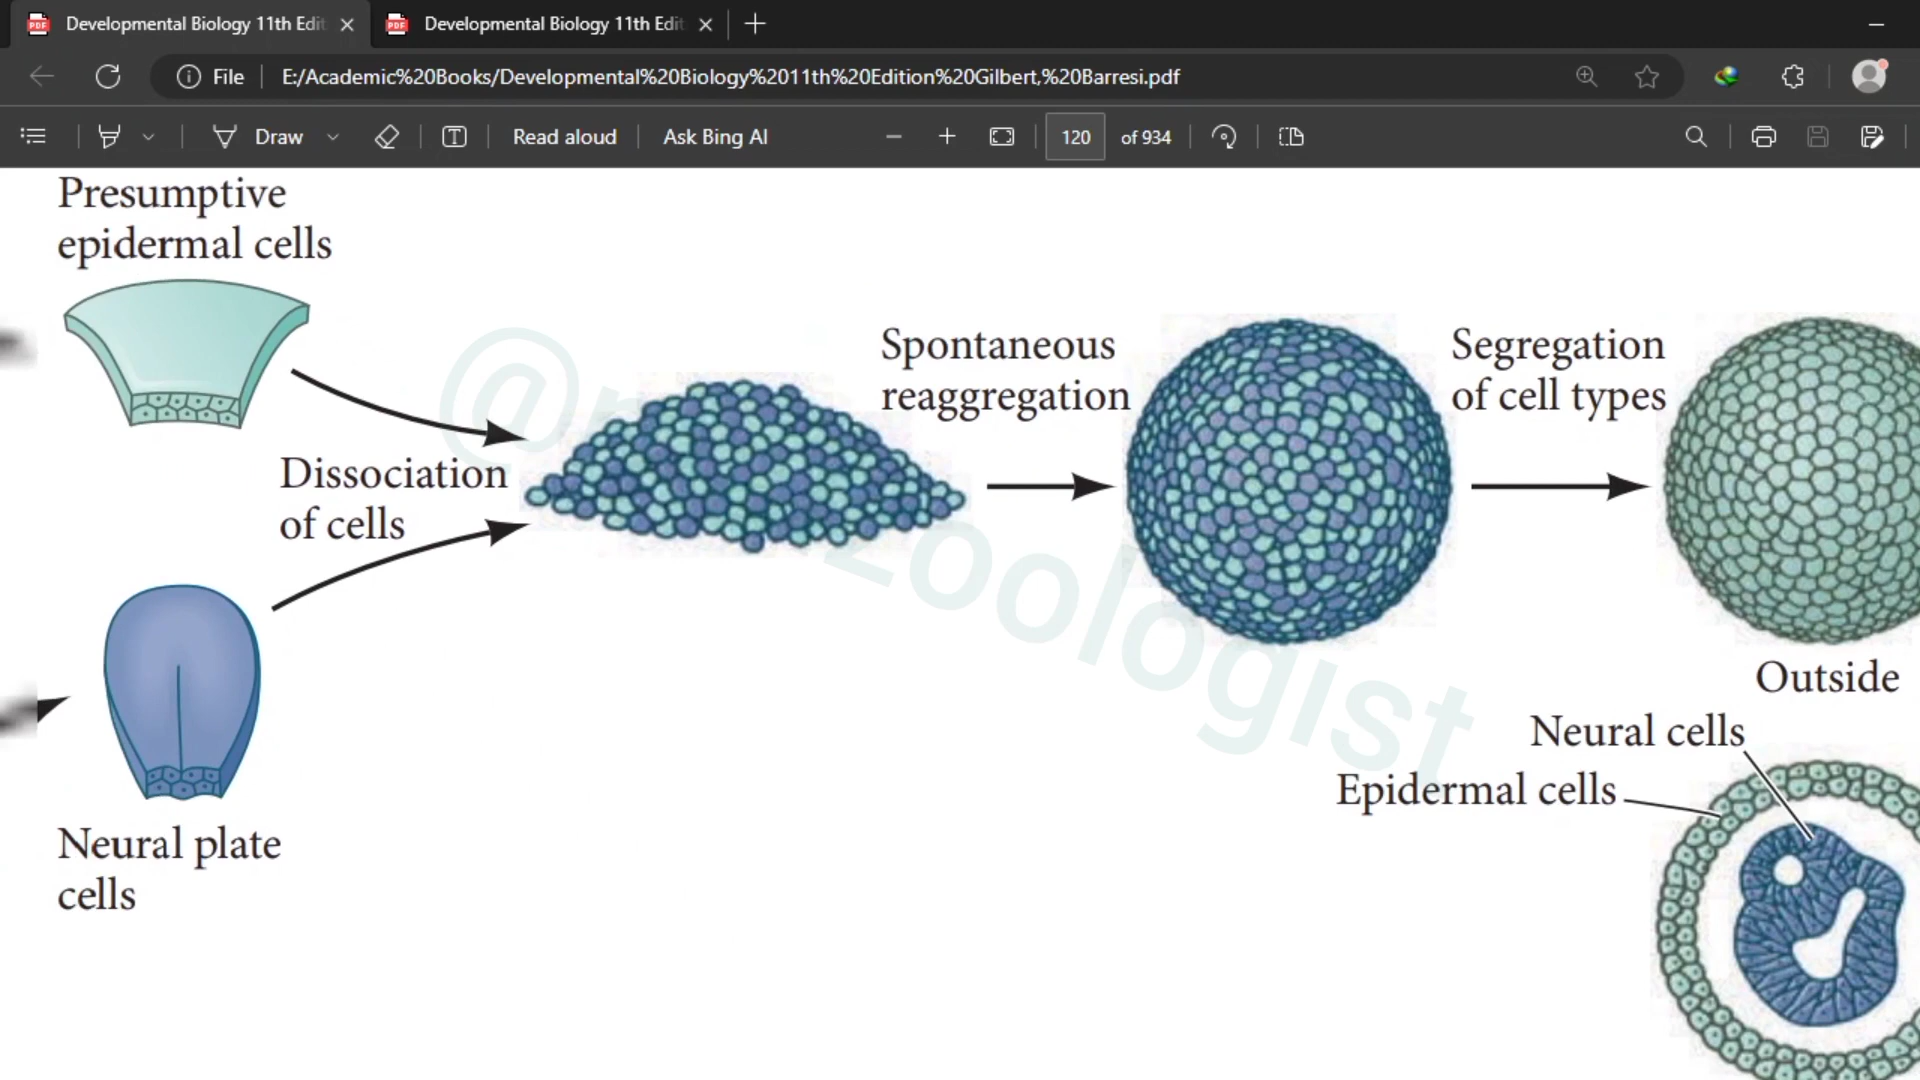 Developmental Biology 11th Edit
Developmental Biology 11th Edit
File
E:/Academic%20Books/Developmental%20Biology%2011th%20Edition%20Gilbert,%20Barresi.pdf
Draw
Read aloud
Ask Bing AI
120
of 934
Presumptive
epidermal cells
Dissociation
of cells
Neural plate
cells
Spontaneous
reaggregation
Segregation
of cell types
Outside
Neural cells
Epidermal cells